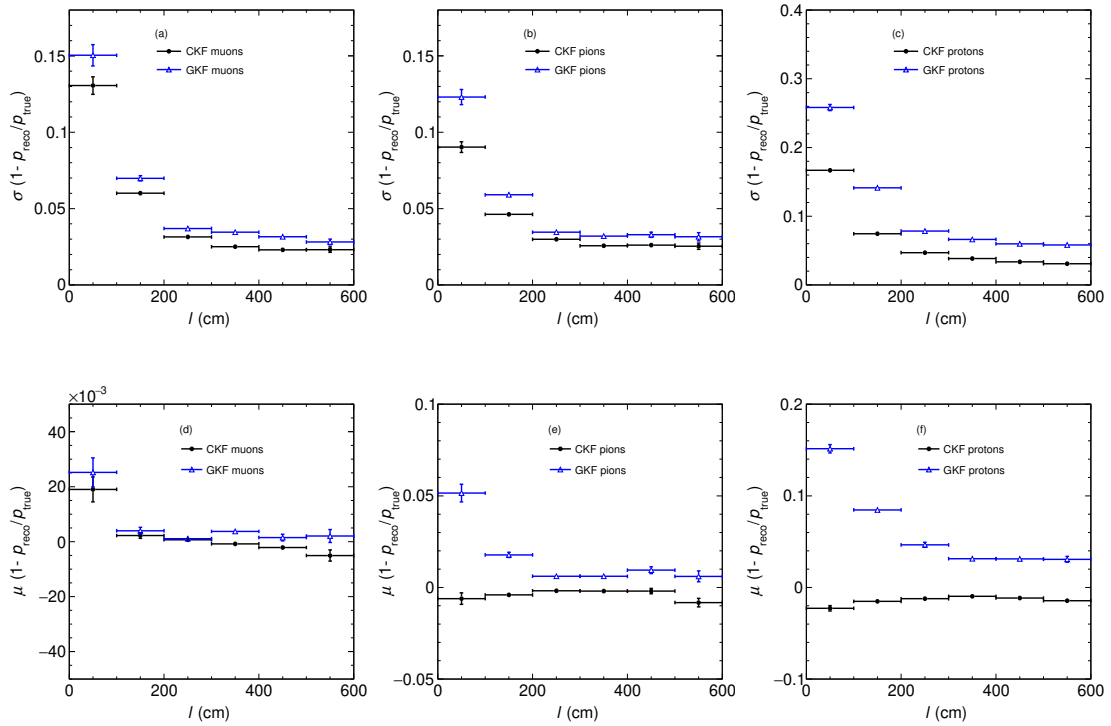 (a)
CKF muons
GKF muons
0.15
0.1
0.05
0
σ (1- p_reco/p_true)
0 200 400 600
l (cm)
(b)
CKF pions
GKF pions
0.15
0.1
0.05
0
σ (1- p_reco/p_true)
0 200 400 600
l (cm)
(c)
CKF protons
GKF protons
0.4
0.3
0.2
0.1
0
σ (1- p_reco/p_true)
0 200 400 600
l (cm)
×10⁻³
(d)
CKF muons
GKF muons
40
20
0
−20
−40
μ (1- p_reco/p_true)
0 200 400 600
l (cm)
(e)
CKF pions
GKF pions
0.1
0.05
0
−0.05
μ (1- p_reco/p_true)
0 200 400 600
l (cm)
(f)
CKF protons
GKF protons
0.2
0.1
0
−0.1
μ (1- p_reco/p_true)
0 200 400 600
l (cm)